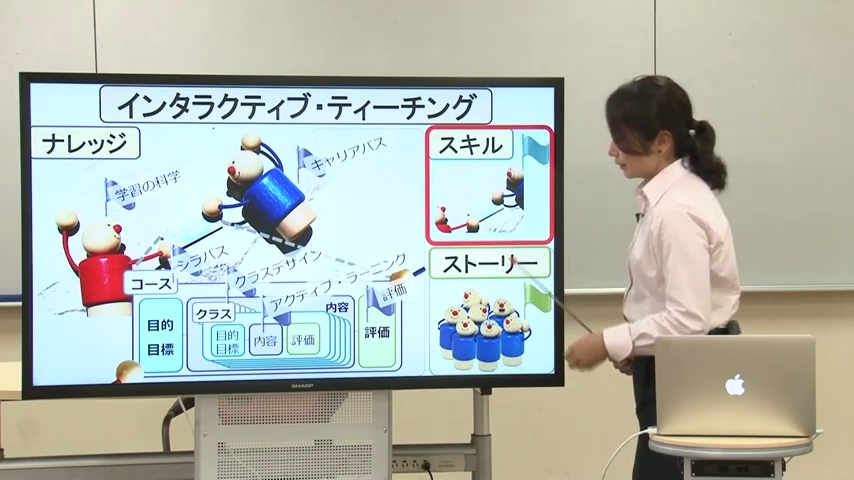 インタラクティブ・ティーチング
ナレッジ
スキル
学習の科学
キャリアパス
シラバス
クラスデザイン
アクティブ・ラーニング
評価
ストーリー
コース
目的
目標
クラス
内容
目的
目標
内容
評価
評価
SHARP